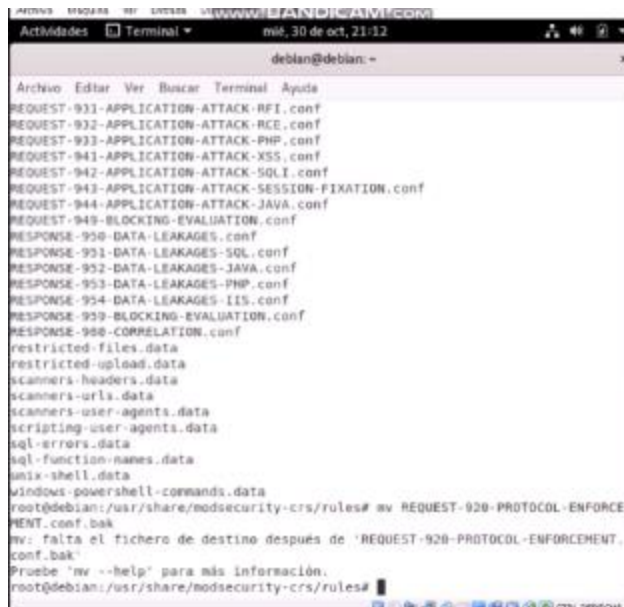 Archivo Máquina Ver Entrada WWW.BANDICAM.COM
Actividades Terminal mié, 30 de oct, 21:12
debian@debian: ~
Archivo Editar Ver Buscar Terminal Ayuda
REQUEST-931-APPLICATION-ATTACK-RFI.conf
REQUEST-932-APPLICATION-ATTACK-RCE.conf
REQUEST-933-APPLICATION-ATTACK-PHP.conf
REQUEST-941-APPLICATION-ATTACK-XSS.conf
REQUEST-942-APPLICATION-ATTACK-SQLI.conf
REQUEST-943-APPLICATION-ATTACK-SESSION-FIXATION.conf
REQUEST-944-APPLICATION-ATTACK-JAVA.conf
REQUEST-949-BLOCKING-EVALUATION.conf
RESPONSE-950-DATA-LEAKAGES.conf
RESPONSE-951-DATA-LEAKAGES-SQL.conf
RESPONSE-952-DATA-LEAKAGES-JAVA.conf
RESPONSE-953-DATA-LEAKAGES-PHP.conf
RESPONSE-954-DATA-LEAKAGES-IIS.conf
RESPONSE-959-BLOCKING-EVALUATION.conf
RESPONSE-980-CORRELATION.conf
restricted-files.data
restricted-upload.data
scanners-headers.data
scanners-urls.data
scanners-user-agents.data
scripting-user-agents.data
sql-errors.data
sql-function-names.data
unix-shell.data
windows-powershell-commands.data
root@debian:/usr/share/modsecurity-crs/rules# mv REQUEST-920-PROTOCOL-ENFORCE
MENT.conf.bak
mv: falta el fichero de destino después de 'REQUEST-920-PROTOCOL-ENFORCEMENT.
conf.bak'
Pruebe 'mv --help' para más información.
root@debian:/usr/share/modsecurity-crs/rules#